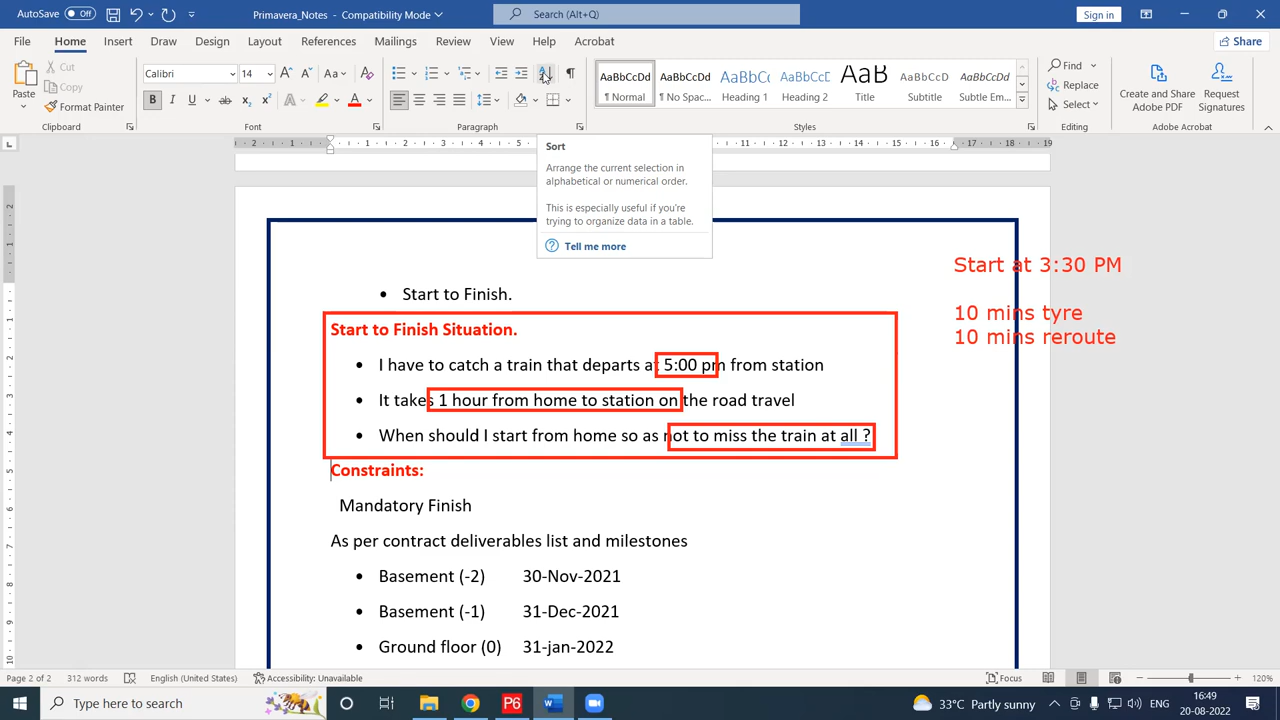 AutoSave Off Primavera_Notes Search (Alt+Q) Sign in
File Home Insert Draw Design Layout References Mailings Review View Help Acrobat Share
Paste Cut Copy Format Painter
Calibri 14
AaBbCcDd AaBbCcDd AaBbCc AaBbCcE AaB AaBbCcD AaBbCcDd
¶ Normal ¶ No Spac... Heading 1 Heading 2 Title Subtitle Subtle Em...
Find Replace Select
Create and Share Adobe PDF Request Signatures
Clipboard Font Paragraph Styles Editing Adobe Acrobat
Sort
Arrange the current selection in
alphabetical or numerical order.
This is especially useful if you're
trying to organize data in a table.
Tell me more
Start at 3:30 PM
10 mins tyre
10 mins reroute
• Start to Finish.
Start to Finish Situation.
• I have to catch a train that departs at 5:00 pm from station
• It takes 1 hour from home to station on the road travel
• When should I start from home so as not to miss the train at all ?
Constraints:
Mandatory Finish
As per contract deliverables list and milestones
• Basement (-2) 30-Nov-2021
• Basement (-1) 31-Dec-2021
• Ground floor (0) 31-jan-2022
Page 2 of 2 312 words English (United States) Accessibility: Unavailable Focus 120%
Type here to search P6 33°C Partly sunny 16:49
20-08-2022